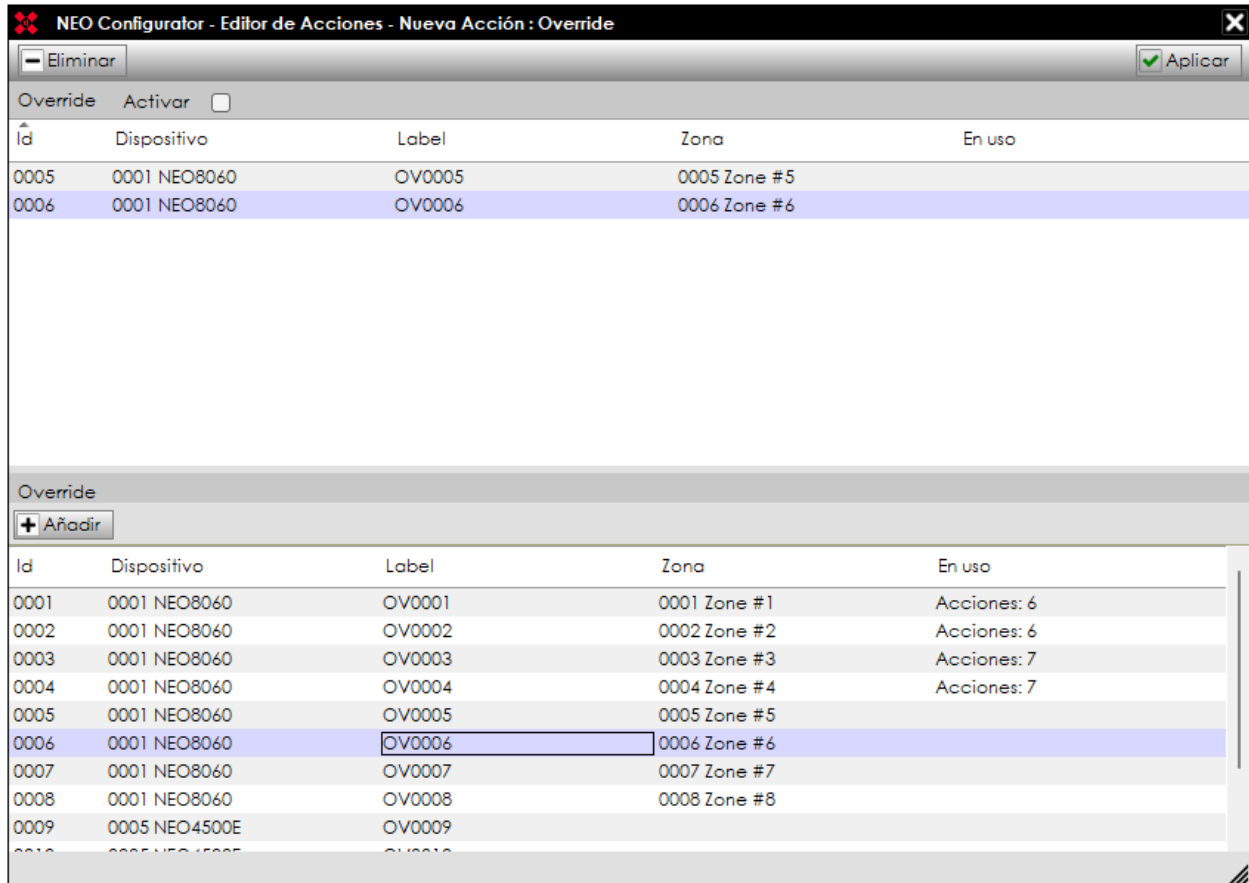 NEO Configurator - Editor de Acciones - Nueva Acción : Override
Eliminar Aplicar
Override Activar
Id Dispositivo Label Zona En uso
0005 0001 NEO8060 OV0005 0005 Zone #5
0006 0001 NEO8060 OV0006 0006 Zone #6
Override
Añadir
Id Dispositivo Label Zona En uso
0001 0001 NEO8060 OV0001 0001 Zone #1 Acciones: 6
0002 0001 NEO8060 OV0002 0002 Zone #2 Acciones: 6
0003 0001 NEO8060 OV0003 0003 Zone #3 Acciones: 7
0004 0001 NEO8060 OV0004 0004 Zone #4 Acciones: 7
0005 0001 NEO8060 OV0005 0005 Zone #5
0006 0001 NEO8060 OV0006 0006 Zone #6
0007 0001 NEO8060 OV0007 0007 Zone #7
0008 0001 NEO8060 OV0008 0008 Zone #8
0009 0005 NEO4500E OV0009